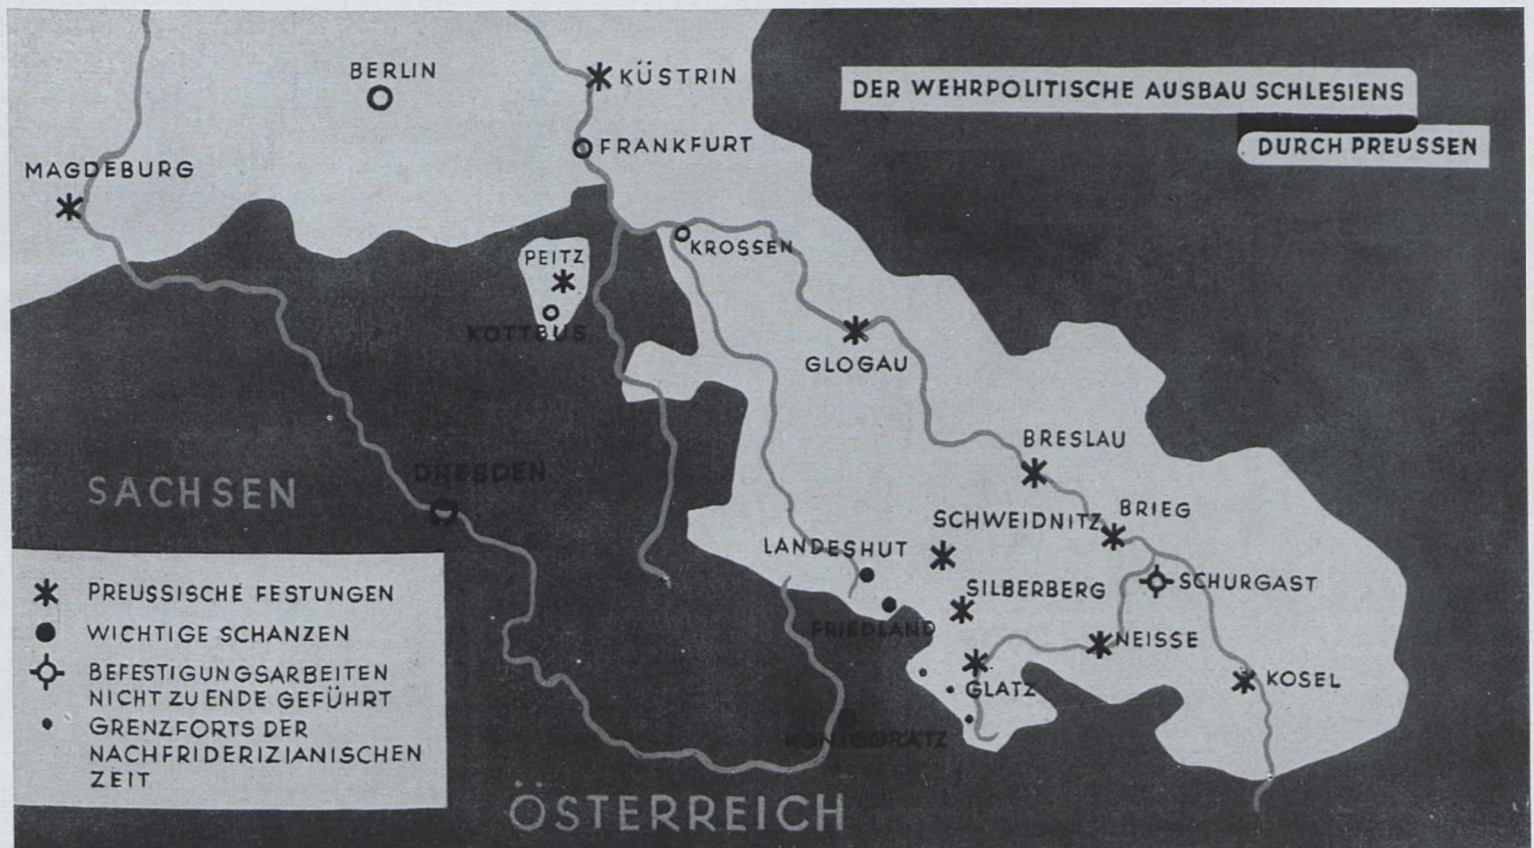 DER WEHRPOLITISCHE AUSBAU SCHLESIENS
DURCH PREUSSEN
BERLIN
KÜSTRIN
FRANKFURT
MAGDEBURG
KROSSEN
PEITZ
KOTTBUS
GLOGAU
BRESLAU
DRESDEN
SACHSEN
BRIEG
SCHWEIDNITZ
LANDESHUT
SCHURGAST
SILBERBERG
FRIEDLAND
NEISSE
KOSEL
GLATZ
KÖNIGGRÄTZ
ÖSTERREICH
PREUSSISCHE FESTUNGEN
WICHTIGE SCHANZEN
BEFESTIGUNGSARBEITEN
NICHT ZU ENDE GEFÜHRT
GRENZFORTS DER
NACHFRIDERIZIANISCHEN
ZEIT